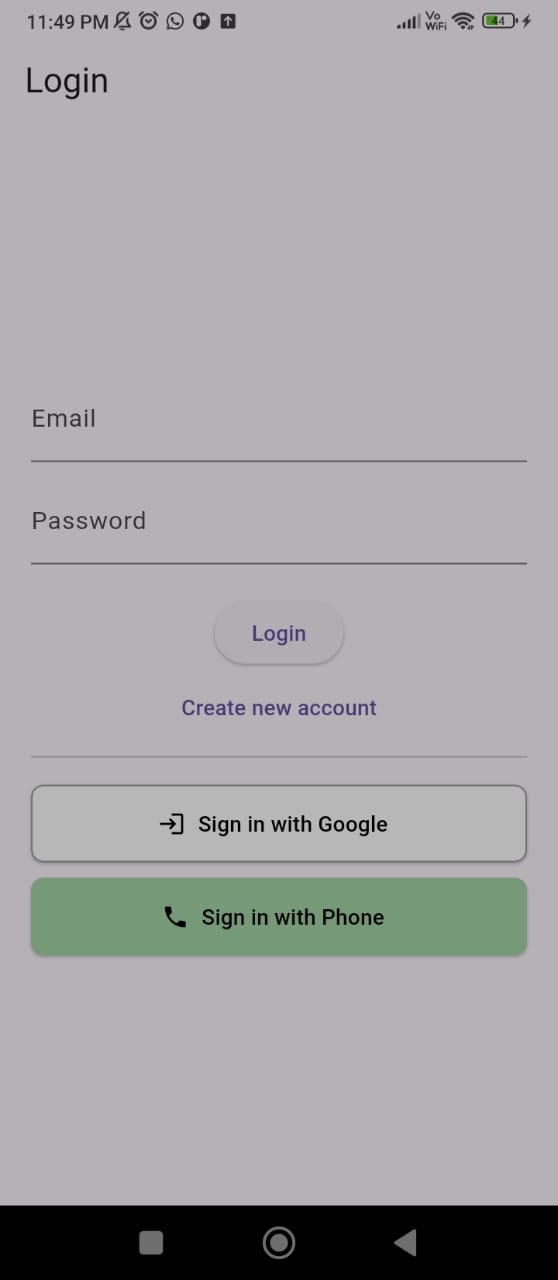 11:49 PM Vo WiFi 44
Login
Email
Password
Login
Create new account
Sign in with Google
Sign in with Phone